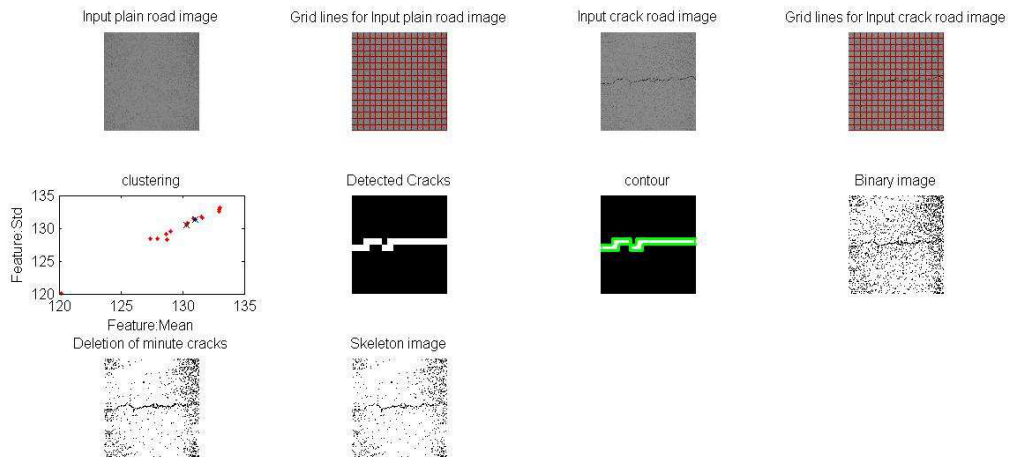 Input plain road image
Grid lines for Input plain road image
Input crack road image
Grid lines for Input crack road image
clustering
Detected Cracks
contour
Binary image
135
130
125
120
Feature:Std
120
125
130
135
Feature:Mean
Deletion of minute cracks
Skeleton image